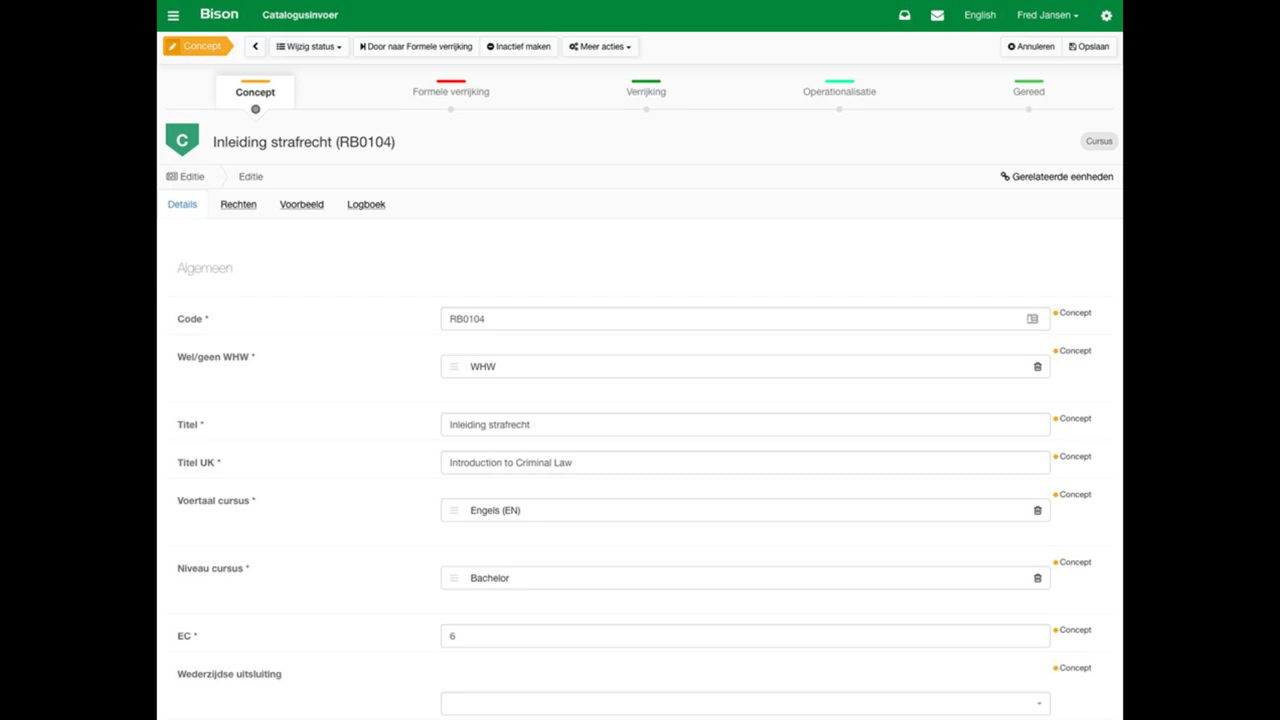 Bison Catalogusinvoer English Fred Jansen
Concept Wijzig status Door naar Formele verrijking Inactief maken Meer acties Annuleren Opslaan
Concept Formele verrijking Verrijking Operationalisatie Gereed
C Inleiding strafrecht (RB0104) Cursus
Editie Editie Gerelateerde eenheden
Details Rechten Voorbeeld Logboek
Algemeen
Code * RB0104 Concept
Wel/geen WHW * WHW Concept
Titel * Inleiding strafrecht Concept
Titel UK * Introduction to Criminal Law Concept
Voertaal cursus * Engels (EN) Concept
Niveau cursus * Bachelor Concept
EC * 6 Concept
Wederzijdse uitsluiting Concept